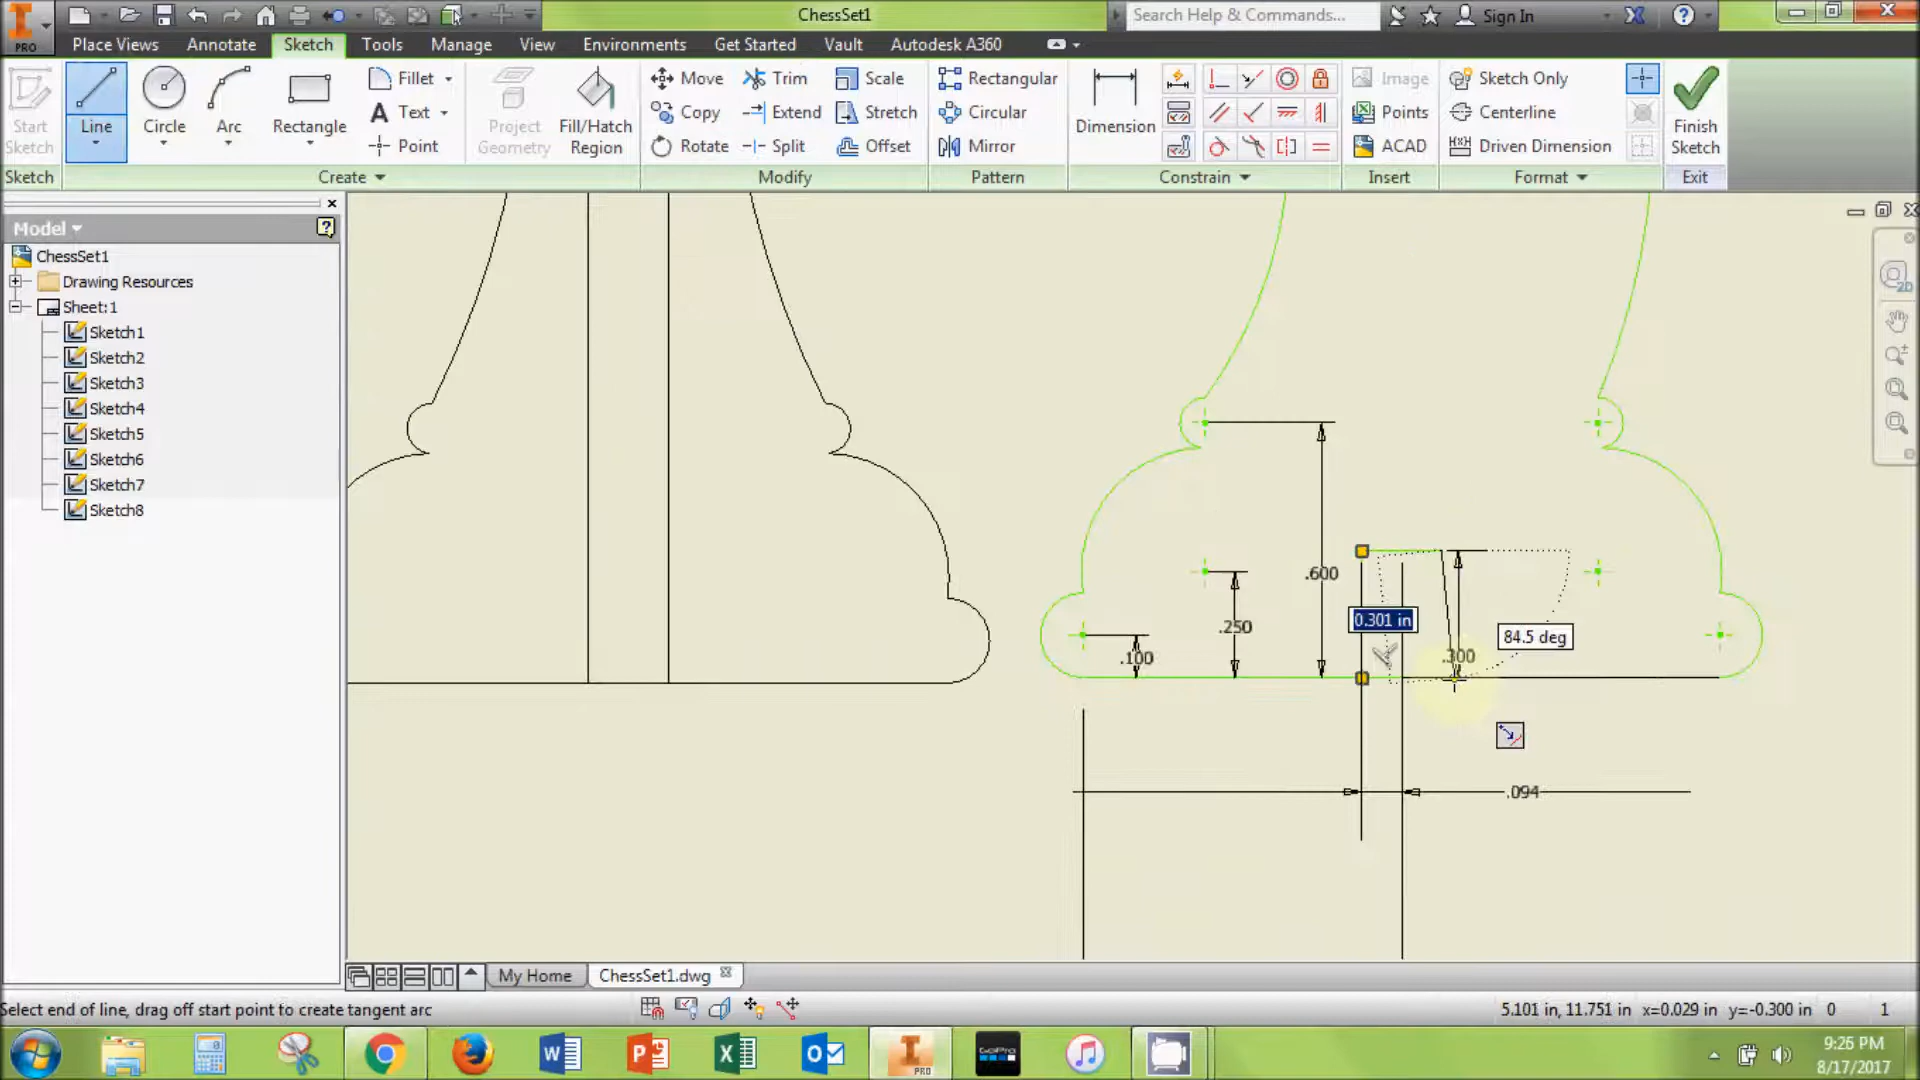 ChessSet1
Search Help & Commands...
Sign In
PRO
Place Views
Annotate
Sketch
Tools
Manage
View
Environments
Get Started
Vault
Autodesk A360
Start
Sketch
Line
Circle
Arc
Rectangle
Fillet
Text
Point
Project
Geometry
Fill/Hatch
Region
Move
Copy
Rotate
Trim
Extend
Split
Scale
Stretch
Offset
Rectangular
Circular
Mirror
Dimension
Image
Points
ACAD
Sketch Only
Centerline
Driven Dimension
Finish
Sketch
Sketch
Create
Modify
Pattern
Constrain
Insert
Format
Exit
Model
ChessSet1
Drawing Resources
Sheet:1
Sketch1
Sketch2
Sketch3
Sketch4
Sketch5
Sketch6
Sketch7
Sketch8
2D
.600
.250
.100
0.301 in
84.5 deg
.300
.094
My Home
ChessSet1.dwg
Select end of line, drag off start point to create tangent arc
5.101 in, 11.751 in x=0.029 in y=-0.300 in 0 1
GoPro
PRO
9:26 PM
8/17/2017